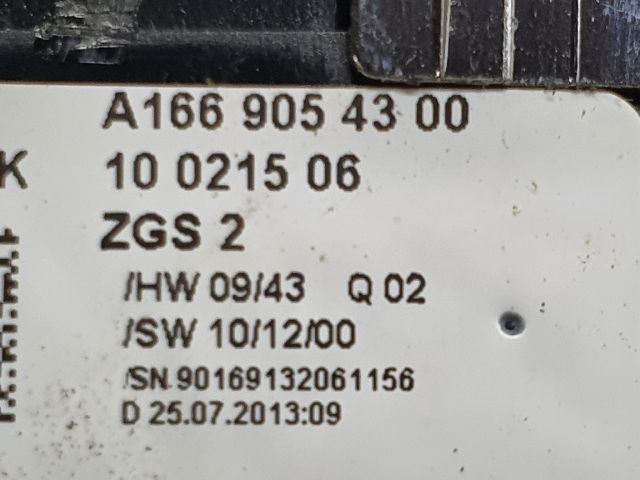 A166 905 43 00
K 10 0215 06
ZGS 2
/HW 09/43 Q 02
/SW 10/12/00
/SN.90169132061156
D 25.07.2013:09